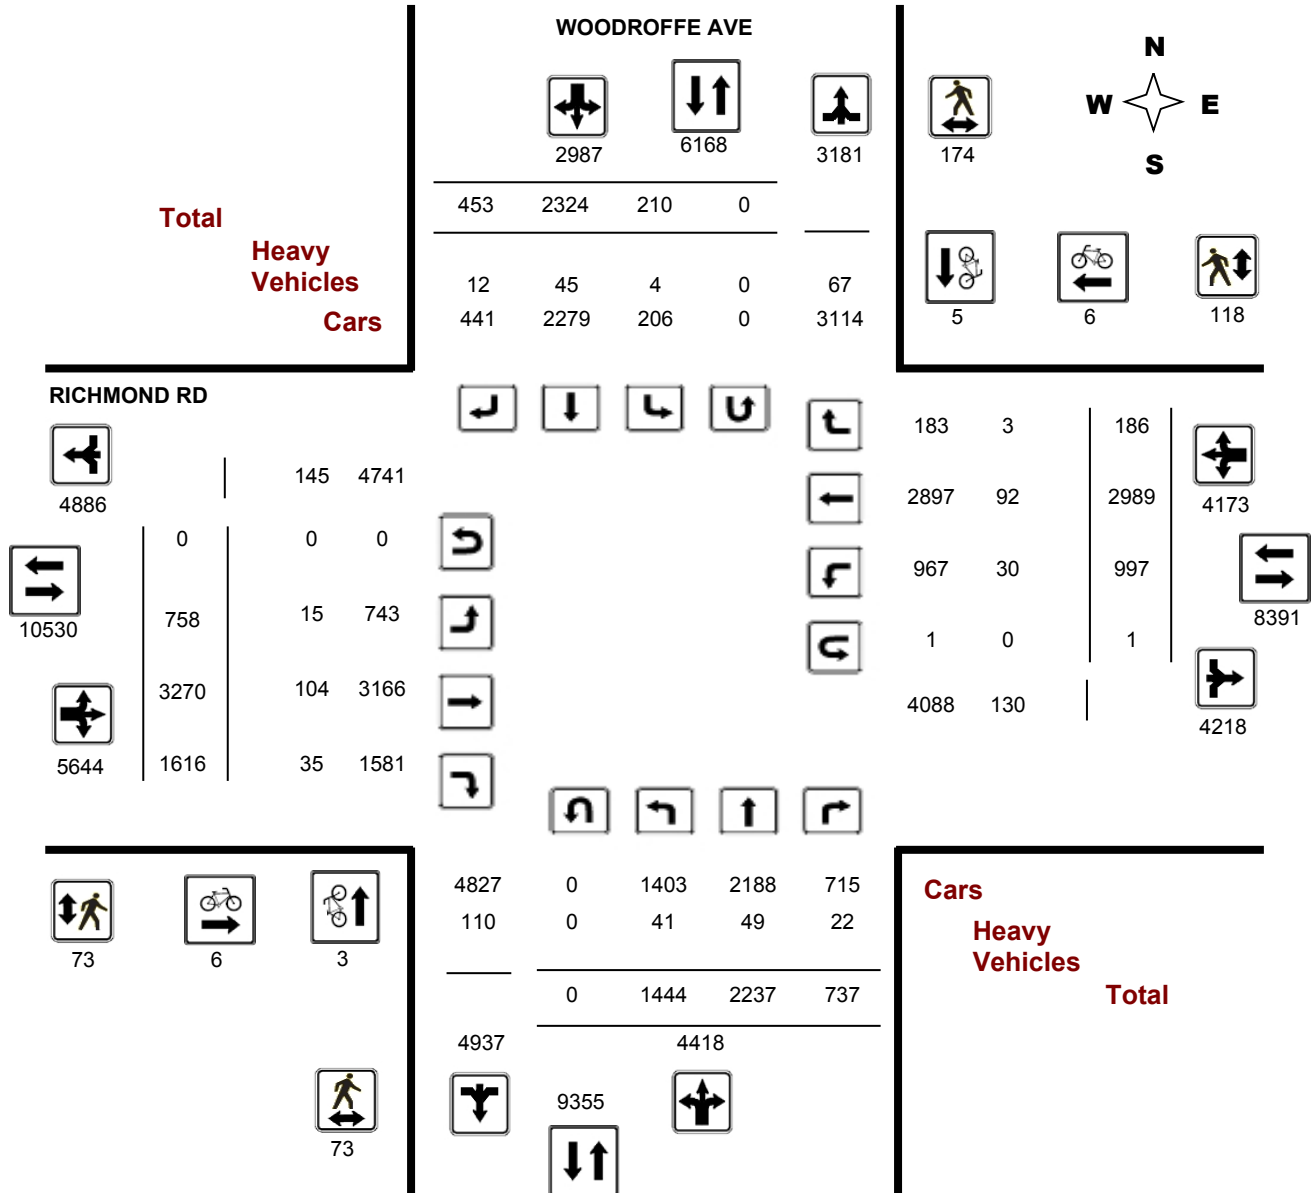 WOODROFFE AVE
N
W E
S
2987 6168 3181 174
453 2324 210 0
Total
Heavy
Vehicles
12 45 4 0 67
Cars
441 2279 206 0 3114
5 6 118
RICHMOND RD
4886
145 4741
0 0 0
10530
758 15 743
3270 104 3166
5644
1616 35 1581
183 3 186
4173
2897 92 2989
967 30 997
8391
1 0 1
4088 130
4218
4827 0 1403 2188 715
110 0 41 49 22
0 1444 2237 737
4937 4418
9355
73 6 3
73
Cars
Heavy
Vehicles
Total